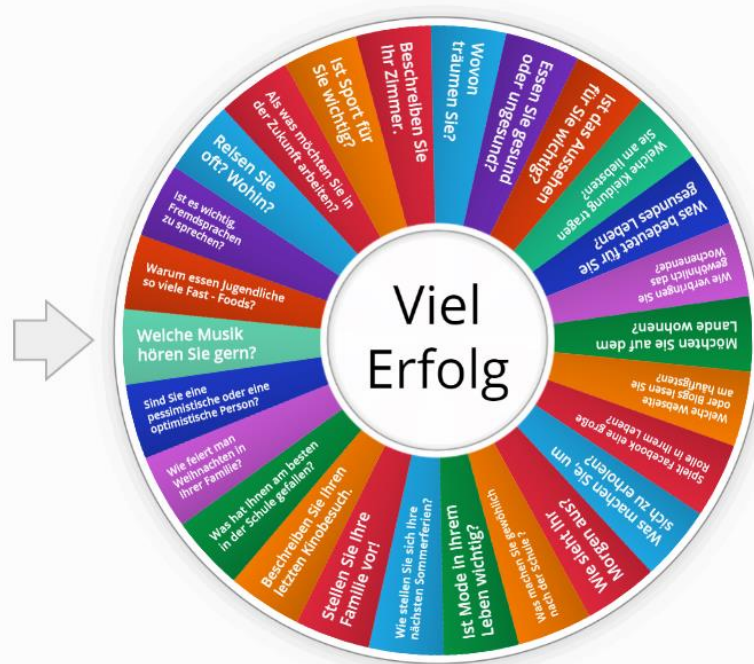 Viel
Erfolg
Welche Musik
hören Sie gern?
Warum essen Jugendliche
so viele Fast - Foods?
Ist es wichtig,
Fremdsprachen
zu sprechen?
Reisen Sie
oft? Wohin?
Als was möchten Sie in
der Zukunft arbeiten?
Ist Sport für
Sie wichtig?
Beschreiben Sie
Ihr Zimmer.
Wovon
träumen Sie?
Essen Sie gesund
oder ungesund?
Ist das Aussehen
für Sie wichtig?
Welche Kleidung tragen
Sie am liebsten?
Was bedeutet für Sie
gesundes Leben?
Wie verbringen Sie
gewöhnlich das
Wochenende?
Möchten Sie auf dem
Lande wohnen?
Welche Webseite
oder Blogs lesen Sie
am häufigsten?
Spielt Facebook eine große
Rolle in Ihrem Leben?
Was machen Sie, um
sich zu erholen?
Wie sieht Ihr
Morgen aus?
Was machen Sie gewöhnlich
nach der schule?
Ist Mode in Ihrem
Leben wichtig?
Wie stellen Sie sich Ihre
nächsten Sommerferien?
Stellen Sie Ihre
Familie vor!
Beschreiben Sie Ihren
letzten Kinobesuch.
Was hat Ihnen am besten
in der Schule gefallen?
Wie feiert man
Weihnachten in
Ihrer Familie?
Sind Sie eine
pessimistische oder eine
optimistische Person?